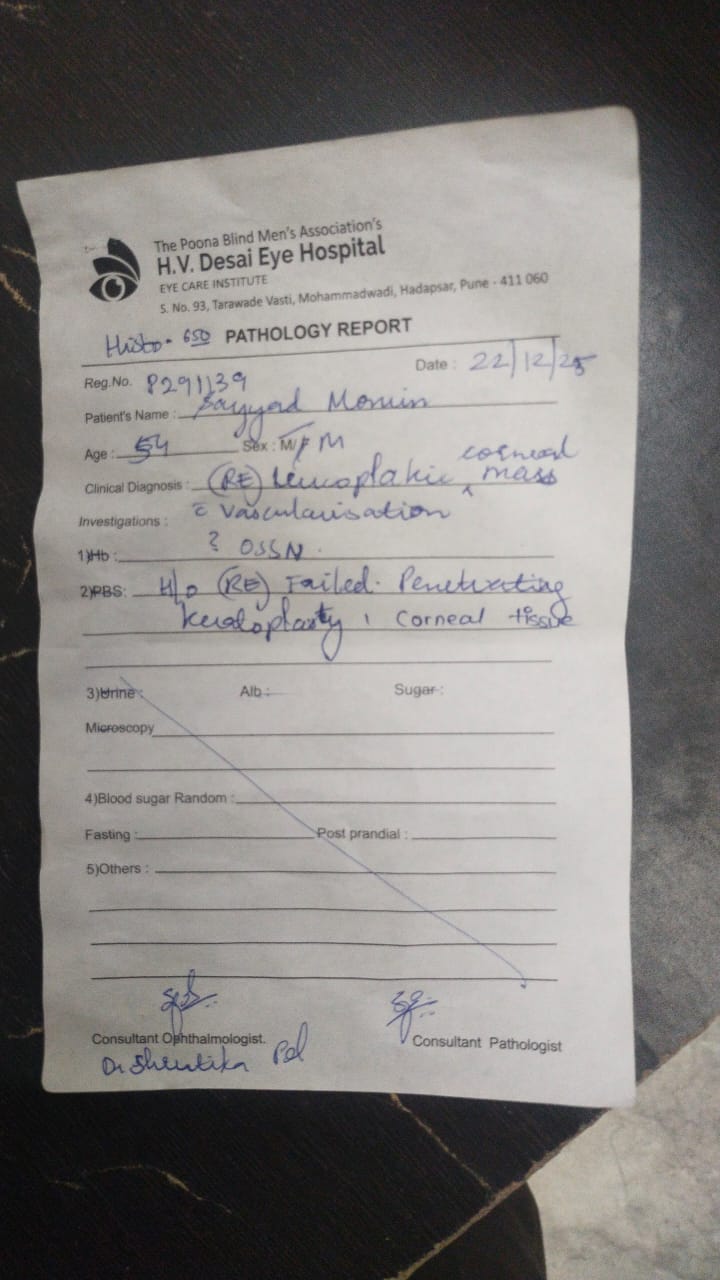 The Poona Blind Men's Association's
H.V. Desai Eye Hospital
EYE CARE INSTITUTE
S. No. 93, Tarawade Vasti, Mohammadwadi, Hadapsar, Pune - 411 060
Histo - 650 PATHOLOGY REPORT
Date : 22/12/25
Reg.No. P291139
Patient's Name : Sayyad Momin
Age : 54 Sex : M/F M
corneal
Clinical Diagnosis : (RE) Leucoplakic ^ mass
Investigations : c̄ vascularisation
1)Hb : ? OSSN.
2)PBS: H/o (RE) Failed Penetrating
Keratoplasty, Corneal tissue
3)Urine : Alb : Sugar :
Microscopy
4)Blood sugar Random :
Fasting : Post prandial :
5)Others :
Consultant Ophthalmologist. Consultant Pathologist
Dr